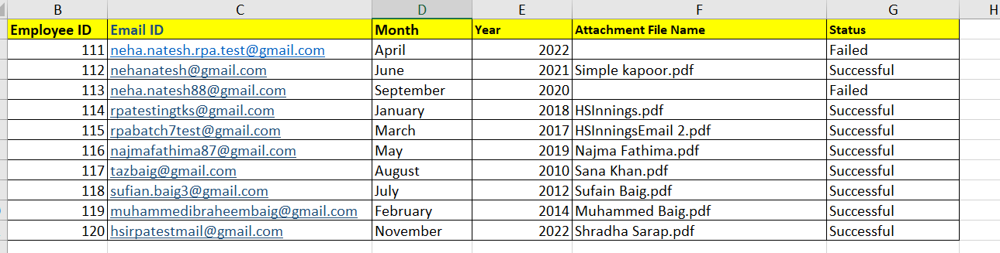 B C D E F G H
Employee ID Email ID Month Year Attachment File Name Status
111 neha.natesh.rpa.test@gmail.com April 2022 Failed
112 nehanatesh@gmail.com June 2021 Simple kapoor.pdf Successful
113 neha.natesh88@gmail.com September 2020 Failed
114 rpatestingtks@gmail.com January 2018 HSInnings.pdf Successful
115 rpabatch7test@gmail.com March 2017 HSInningsEmail 2.pdf Successful
116 najmafathima87@gmail.com May 2019 Najma Fathima.pdf Successful
117 tazbaig@gmail.com August 2010 Sana Khan.pdf Successful
118 sufian.baig3@gmail.com July 2012 Sufain Baig.pdf Successful
119 muhammedibraheembaig@gmail.com February 2014 Muhammed Baig.pdf Successful
120 hsirpatestmail@gmail.com November 2022 Shradha Sarap.pdf Successful